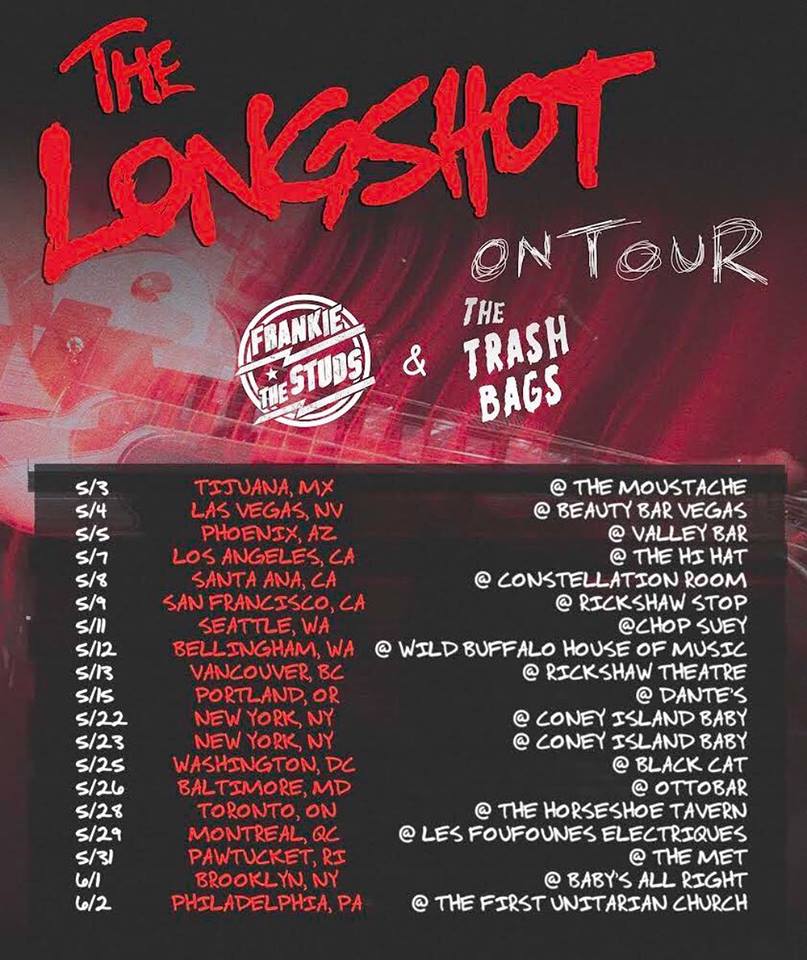 THE
LONGSHOT
ON TOUR
FRANKIE
THE STUDS
&
THE
TRASH
BAGS
5/3 TIJUANA, MX @ THE MOUSTACHE
5/4 LAS VEGAS, NV @ BEAUTY BAR VEGAS
5/5 PHOENIX, AZ @ VALLEY BAR
5/7 LOS ANGELES, CA @ THE HI HAT
5/8 SANTA ANA, CA @ CONSTELLATION ROOM
5/9 SAN FRANCISCO, CA @ RICKSHAW STOP
5/11 SEATTLE, WA @CHOP SUEY
5/12 BELLINGHAM, WA @ WILD BUFFALO HOUSE OF MUSIC
5/13 VANCOUVER, BC @ RICKSHAW THEATRE
5/15 PORTLAND, OR @ DANTE'S
5/22 NEW YORK, NY @ CONEY ISLAND BABY
5/23 NEW YORK, NY @ CONEY ISLAND BABY
5/25 WASHINGTON, DC @ BLACK CAT
5/26 BALTIMORE, MD @ OTTOBAR
5/28 TORONTO, ON @ THE HORSESHOE TAVERN
5/29 MONTREAL, QC @ LES FOUFOUNES ELECTRIQUES
5/31 PAWTUCKET, RI @ THE MET
6/1 BROOKLYN, NY @ BABY'S ALL RIGHT
6/2 PHILADELPHIA, PA @ THE FIRST UNITARIAN CHURCH